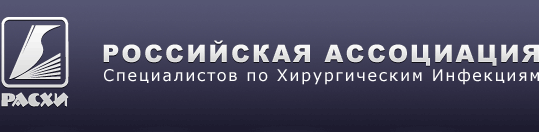 РОССИЙСКАЯ АССОЦИАЦИЯ
Специалистов по Хирургическим Инфекциям
РАСХИ